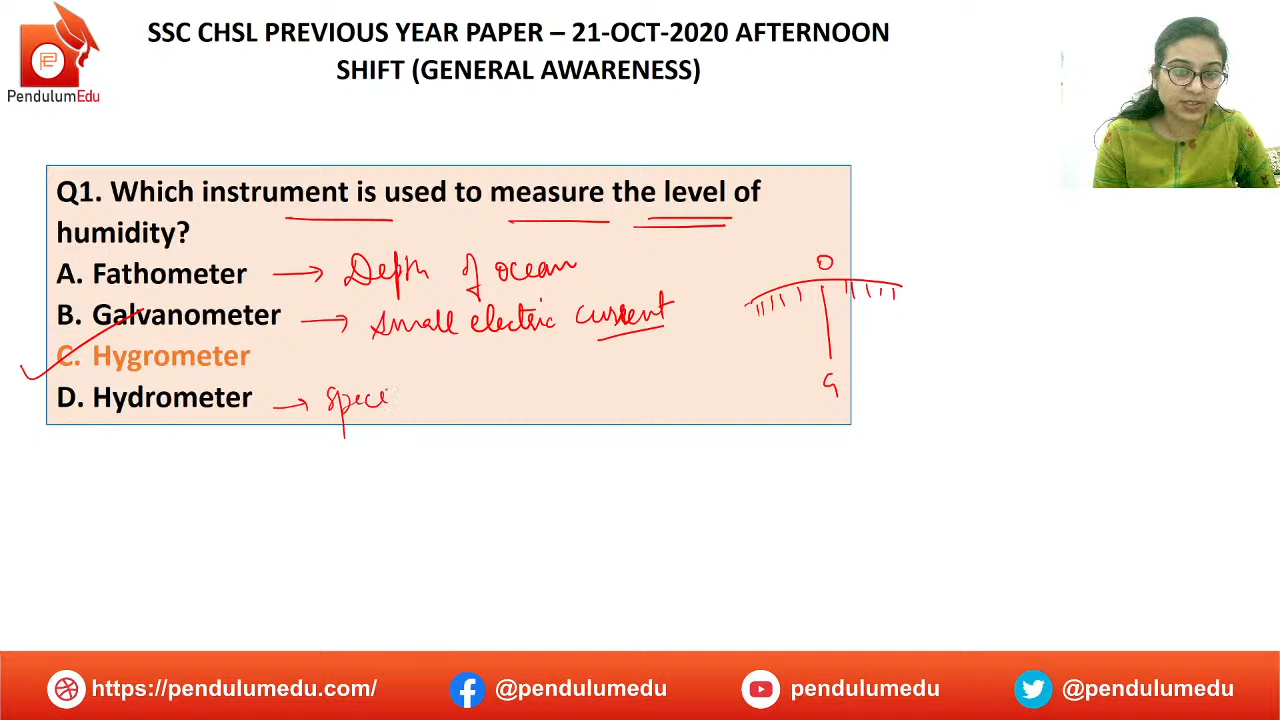 SSC CHSL PREVIOUS YEAR PAPER – 21-OCT-2020 AFTERNOON
SHIFT (GENERAL AWARENESS)
PendulumEdu
Q1. Which instrument is used to measure the level of
humidity?
A. Fathometer → Depth of ocean
B. Galvanometer → Small electric current
C. Hygrometer
D. Hydrometer → Speci
O
G
https://pendulumedu.com/
@pendulumedu
pendulumedu
@pendulumedu